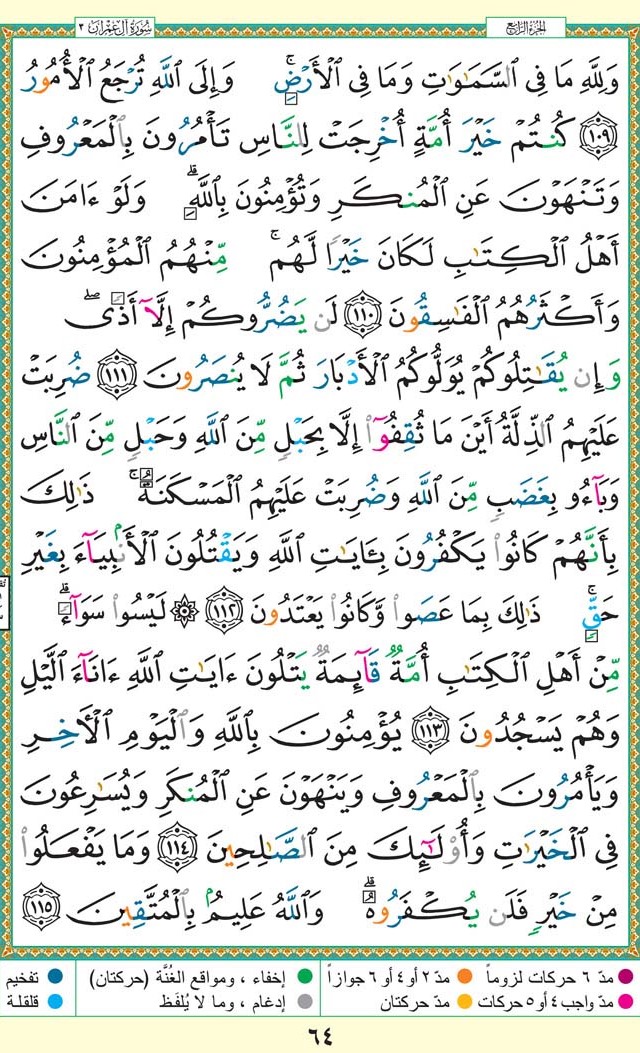 سُورَةُ آلِ عِمْرَان ٣
الجُزْءُ الرَّابِعُ
وَلِلَّهِ مَا فِى ٱلسَّمَٰوَٰتِ وَمَا فِى ٱلْأَرْضِ ۚ وَإِلَى ٱللَّهِ تُرْجَعُ ٱلْأُمُورُ
١٠٩ كُنتُمْ خَيْرَ أُمَّةٍ أُخْرِجَتْ لِلنَّاسِ تَأْمُرُونَ بِٱلْمَعْرُوفِ
وَتَنْهَوْنَ عَنِ ٱلْمُنكَرِ وَتُؤْمِنُونَ بِٱللَّهِ ۗ وَلَوْ ءَامَنَ
أَهْلُ ٱلْكِتَٰبِ لَكَانَ خَيْرًا لَّهُم ۚ مِّنْهُمُ ٱلْمُؤْمِنُونَ
وَأَكْثَرُهُمُ ٱلْفَٰسِقُونَ ١١٠ لَن يَضُرُّوكُمْ إِلَّآ أَذًى ۖ
وَإِن يُقَٰتِلُوكُمْ يُوَلُّوكُمُ ٱلْأَدْبَارَ ثُمَّ لَا يُنصَرُونَ ١١١ ضُرِبَتْ
عَلَيْهِمُ ٱلذِّلَّةُ أَيْنَ مَا ثُقِفُوٓا۟ إِلَّا بِحَبْلٍ مِّنَ ٱللَّهِ وَحَبْلٍ مِّنَ ٱلنَّاسِ
وَبَآءُو بِغَضَبٍ مِّنَ ٱللَّهِ وَضُرِبَتْ عَلَيْهِمُ ٱلْمَسْكَنَةُ ۚ ذَٰلِكَ
بِأَنَّهُمْ كَانُوا۟ يَكْفُرُونَ بِـَٔايَٰتِ ٱللَّهِ وَيَقْتُلُونَ ٱلْأَنۢبِيَآءَ بِغَيْرِ
حَقٍّ ۚ ذَٰلِكَ بِمَا عَصَوا۟ وَّكَانُوا۟ يَعْتَدُونَ ١١٢ ۞ لَيْسُوا۟ سَوَآءً ۗ
مِّنْ أَهْلِ ٱلْكِتَٰبِ أُمَّةٌ قَآئِمَةٌ يَتْلُونَ ءَايَٰتِ ٱللَّهِ ءَانَآءَ ٱلَّيْلِ
وَهُمْ يَسْجُدُونَ ١١٣ يُؤْمِنُونَ بِٱللَّهِ وَٱلْيَوْمِ ٱلْـَٔاخِرِ
وَيَأْمُرُونَ بِٱلْمَعْرُوفِ وَيَنْهَوْنَ عَنِ ٱلْمُنكَرِ وَيُسَٰرِعُونَ
فِى ٱلْخَيْرَٰتِ وَأُو۟لَٰٓئِكَ مِنَ ٱلصَّٰلِحِينَ ١١٤ وَمَا يَفْعَلُوا۟
مِنْ خَيْرٍ فَلَن يُكْفَرُوهُ ۗ وَٱللَّهُ عَلِيمٌۢ بِٱلْمُتَّقِينَ ١١٥
مدّ ٦ حركات لزوماً مدّ ٢ أو ٤ أو ٦ جوازاً إخفاء ، ومواقع الغُنَّة (حركتان) تفخيم
مدّ واجب ٤ أو ٥ حركات مدّ حركتان إدغام ، وما لا يُلفَظ قلقلة
٦٤